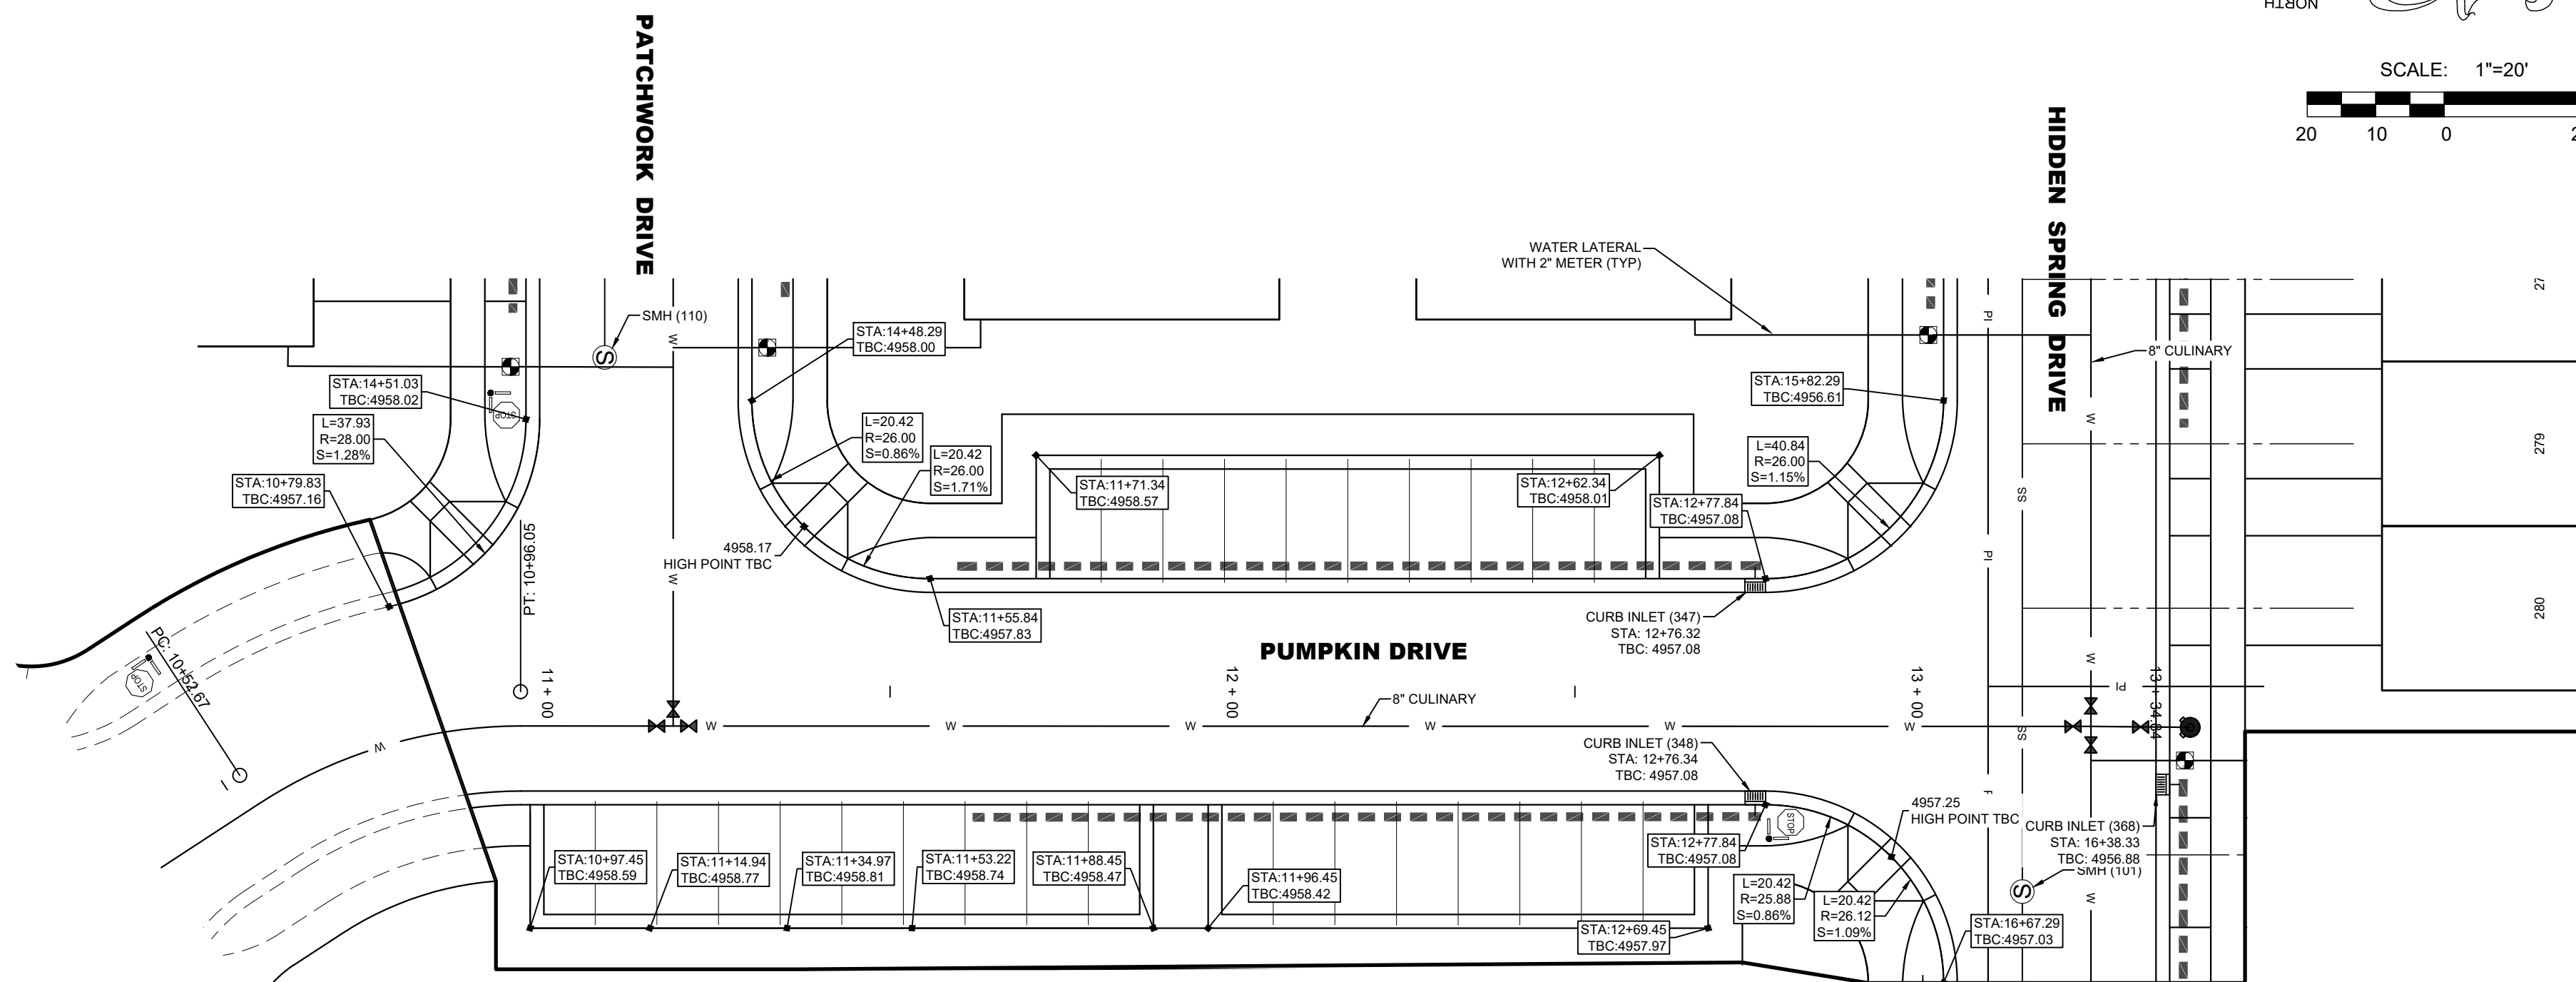 NORTH
SCALE: 1"=20'
20 10 0
PATCHWORK DRIVE
HIDDEN SPRING DRIVE
WATER LATERAL
WITH 2" METER (TYP)
SMH (110)
W
PI
27
STA:14+48.29
TBC:4958.00
8" CULINARY
STA:14+51.03
TBC:4958.02
STOP
STA:15+82.29
TBC:4956.61
L=37.93
R=28.00
S=1.28%
L=20.42
R=26.00
S=0.86%
L=20.42
R=26.00
S=1.71%
L=40.84
R=26.00
S=1.15%
W
279
STA:10+79.83
TBC:4957.16
STA:11+71.34
TBC:4958.57
STA:12+62.34
TBC:4958.01
STA:12+77.84
TBC:4957.08
SS
PT: 10+96.05
4958.17
HIGH POINT TBC
W
PI
280
STA:11+55.84
TBC:4957.83
CURB INLET (347)
STA: 12+76.32
TBC: 4957.08
PC: 10+52.67
STOP
PUMPKIN DRIVE
W
11 + 00
12 + 00
13 + 00
13 + 34.84
PI
8" CULINARY
W
W W W W W W
SS
CURB INLET (348)
STA: 12+76.34
TBC: 4957.08
STOP
4957.25
HIGH POINT TBC
CURB INLET (368)
STA: 16+38.33
TBC: 4956.88
SMH (101)
STA:10+97.45
TBC:4958.59
STA:11+14.94
TBC:4958.77
STA:11+34.97
TBC:4958.81
STA:11+53.22
TBC:4958.74
STA:11+88.45
TBC:4958.47
STA:11+96.45
TBC:4958.42
STA:12+77.84
TBC:4957.08
L=20.42
R=25.88
S=0.86%
L=20.42
R=26.12
S=1.09%
W
STA:12+69.45
TBC:4957.97
STA:16+67.29
TBC:4957.03